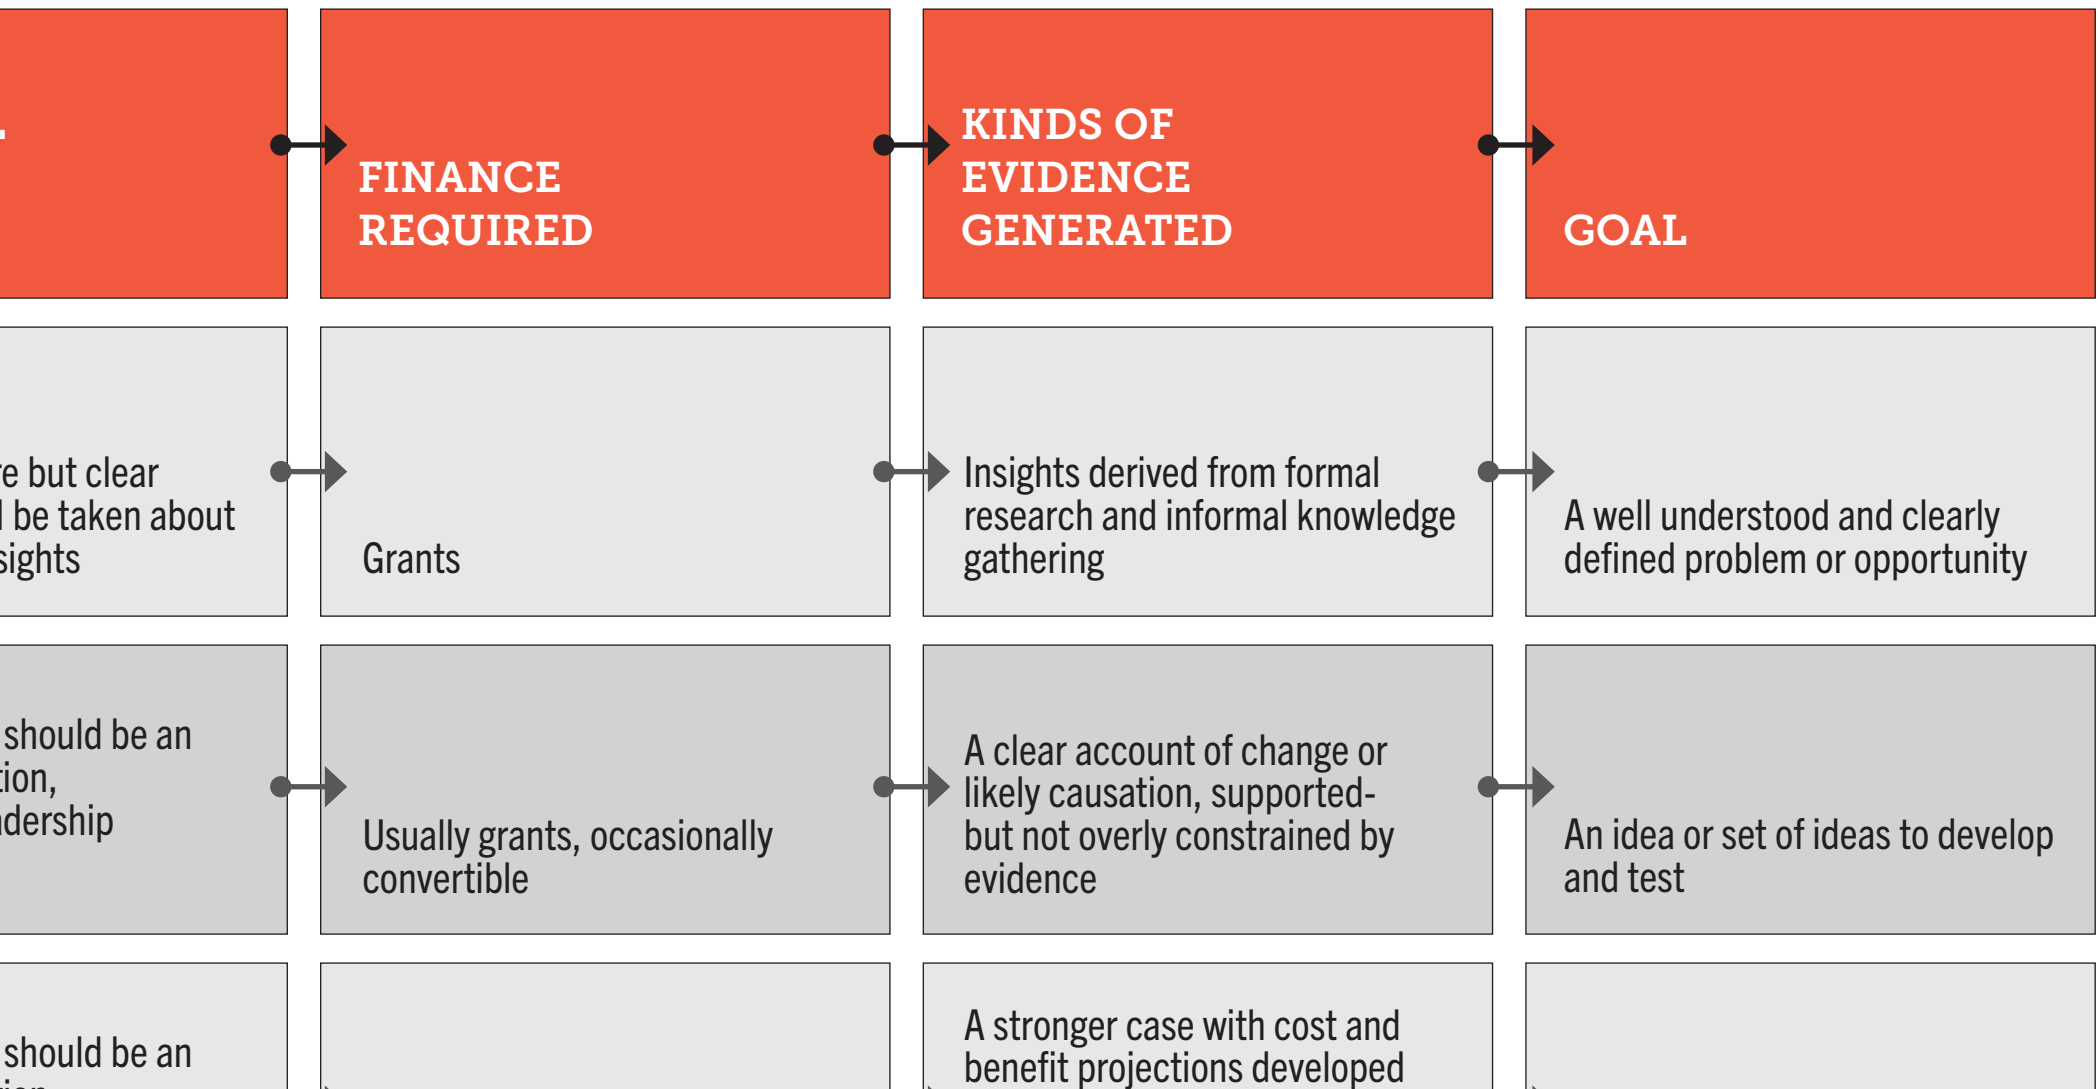 FINANCE
REQUIRED
KINDS OF
EVIDENCE
GENERATED
GOAL
but clear
be taken about
Grants
Insights derived from formal
research and informal knowledge
gathering
A well understood and clearly
defined problem or opportunity
should be an
Usually grants, occasionally
convertible
A clear account of change or
likely causation, supported-
but not overly constrained by
evidence
An idea or set of ideas to develop
and test
should be an
A stronger case with cost and
benefit projections developed